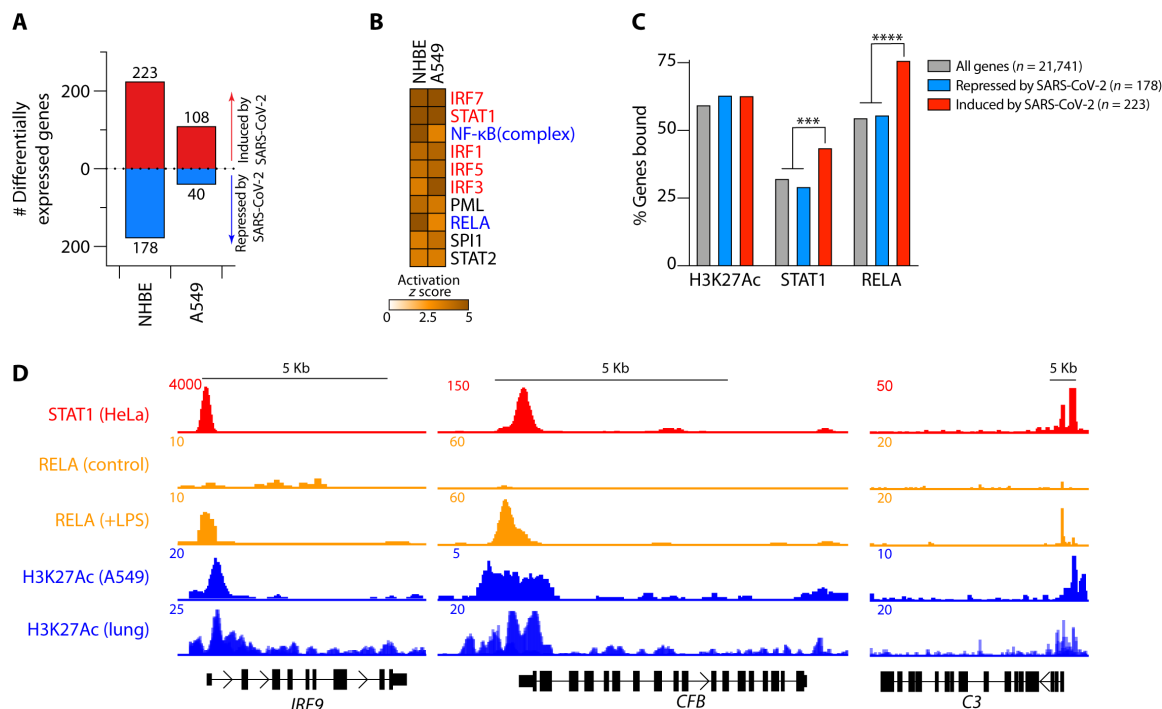 A
# Differentially
expressed genes
200
0
200
223
108
40
178
Induced by
SARS-CoV-2
Repressed by
SARS-CoV-2
NHBE
A549
B
NHBE
A549
IRF7
STAT1
NF-κB(complex)
IRF1
IRF5
IRF3
PML
RELA
SPI1
STAT2
Activation
z score
0
2.5
5
C
% Genes bound
75
50
25
0
***
****
H3K27Ac
STAT1
RELA
All genes (n = 21,741)
Repressed by SARS-CoV-2 (n = 178)
Induced by SARS-CoV-2 (n = 223)
D
5 Kb
5 Kb
5 Kb
STAT1 (HeLa)
4000
150
50
RELA (control)
10
60
20
RELA (+LPS)
10
60
20
H3K27Ac (A549)
20
5
10
H3K27Ac (lung)
25
20
20
IRF9
CFB
C3